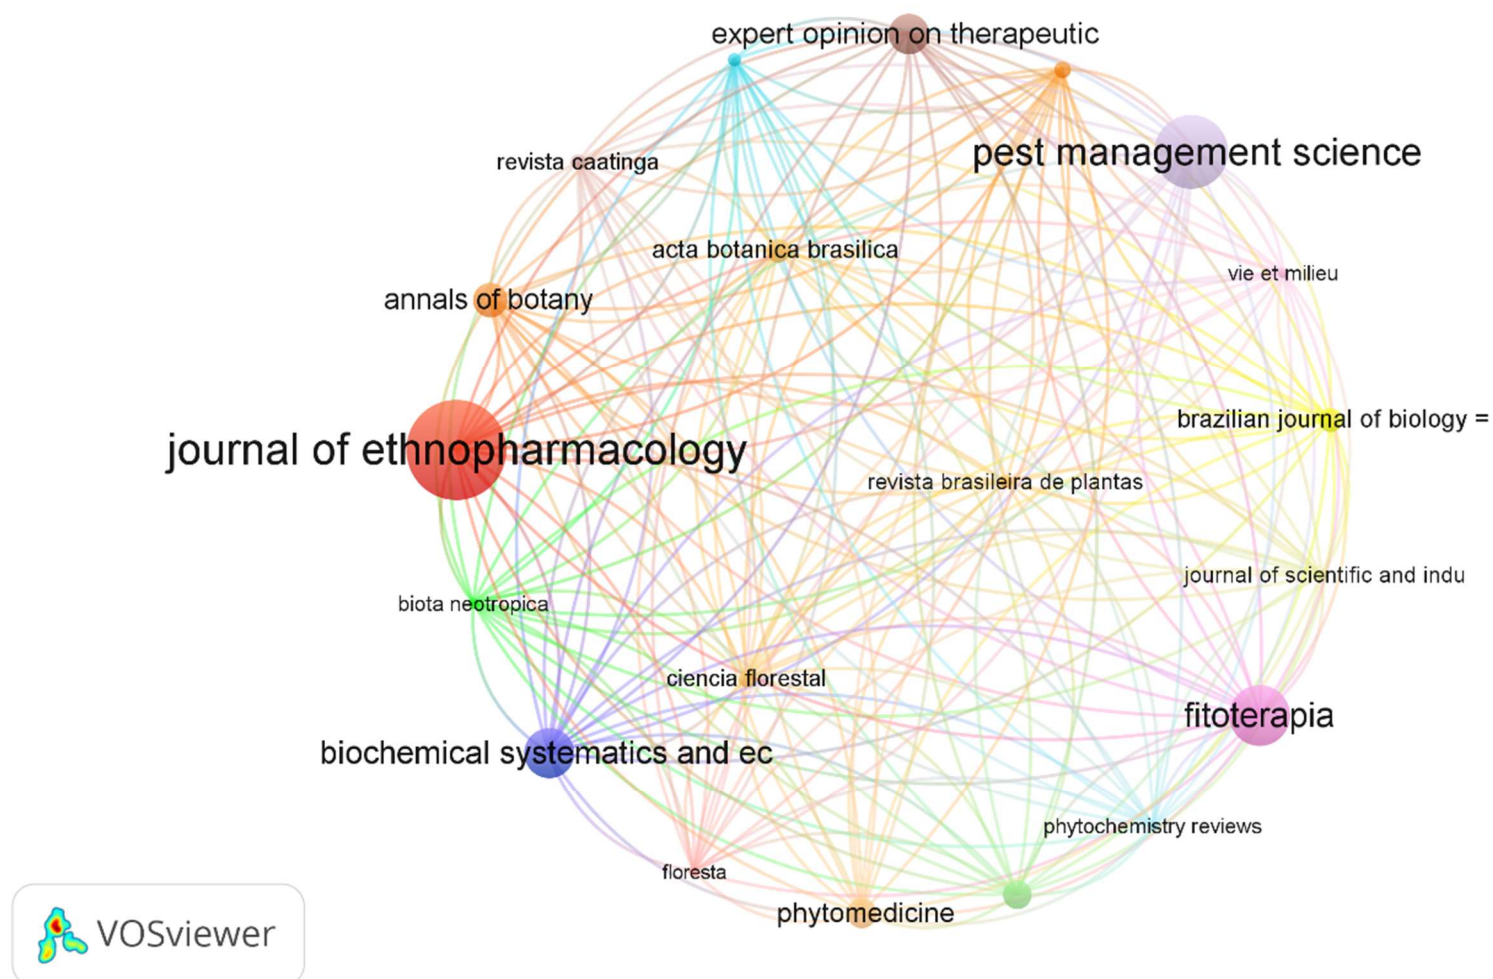 expert opinion on therapeutic
pest management science
revista caatinga
acta botanica brasilica
vie et milieu
annals of botany
brazilian journal of biology =
journal of ethnopharmacology
revista brasileira de plantas
journal of scientific and indu
biota neotropica
ciencia florestal
fitoterapia
biochemical systematics and ec
phytochemistry reviews
floresta
phytomedicine
VOSviewer